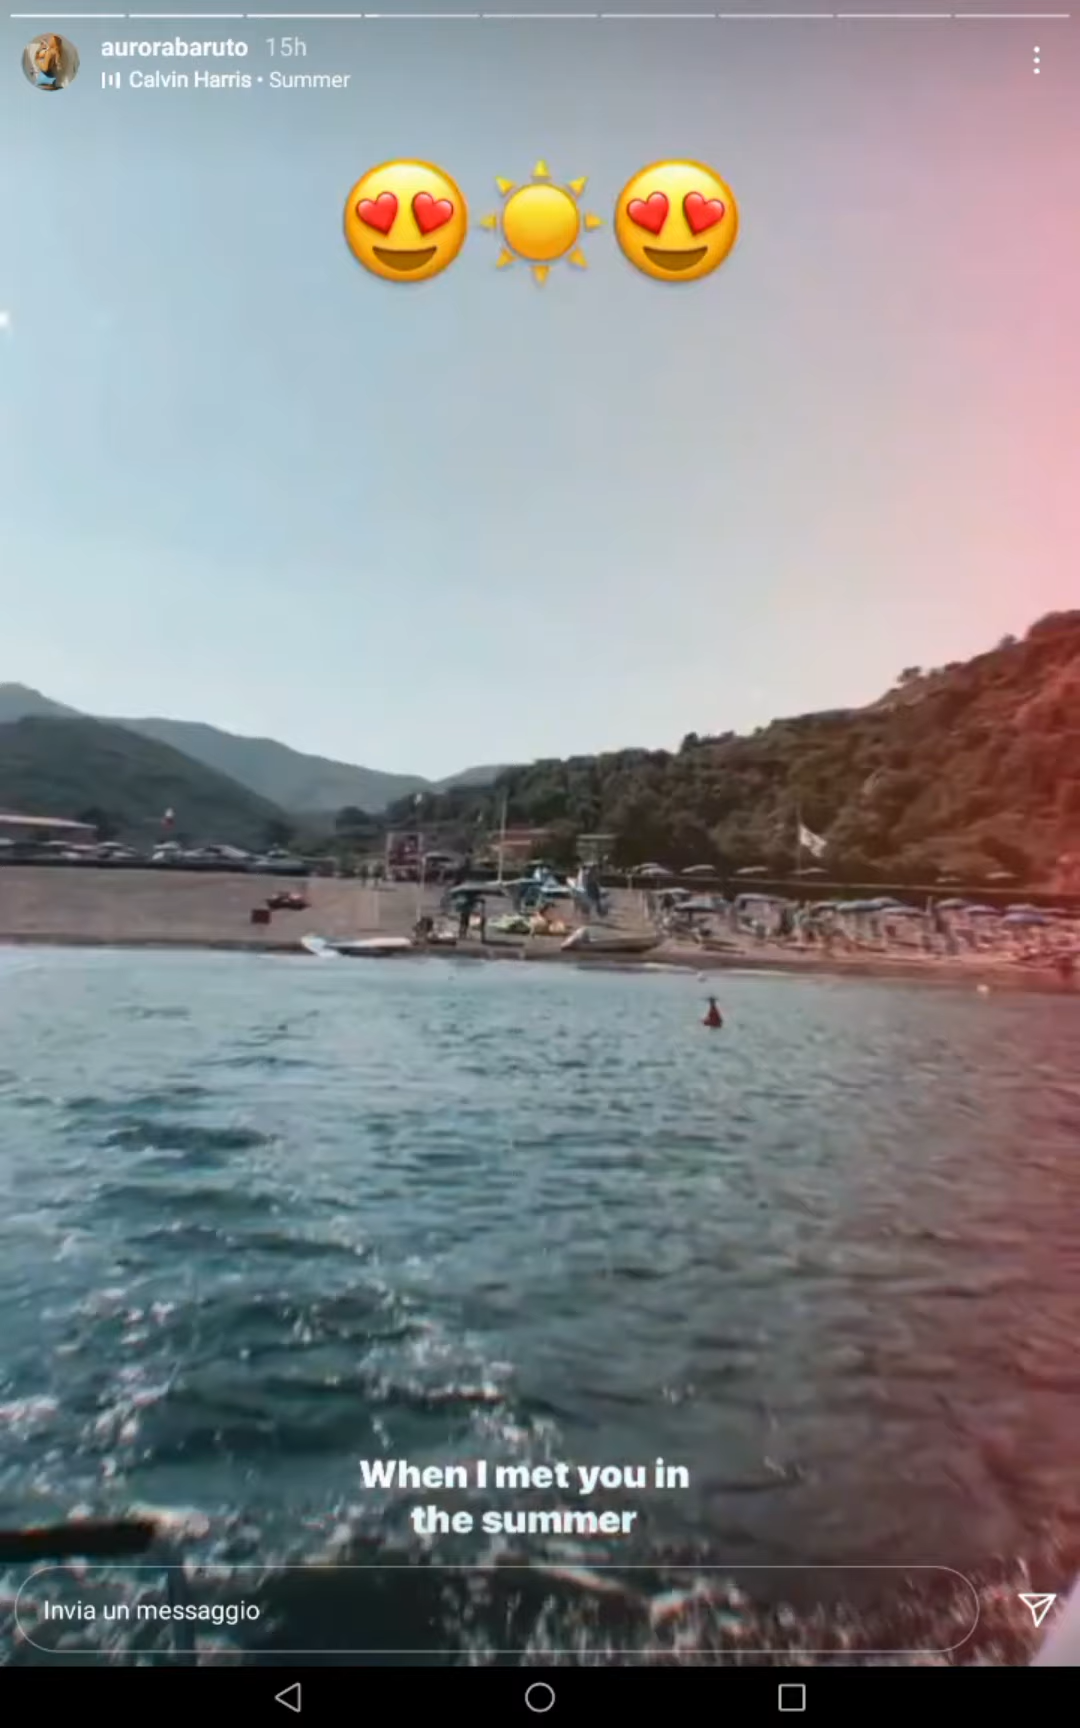 aurorabaruto 15h
Calvin Harris • Summer
When I met you in
the summer
Invia un messaggio